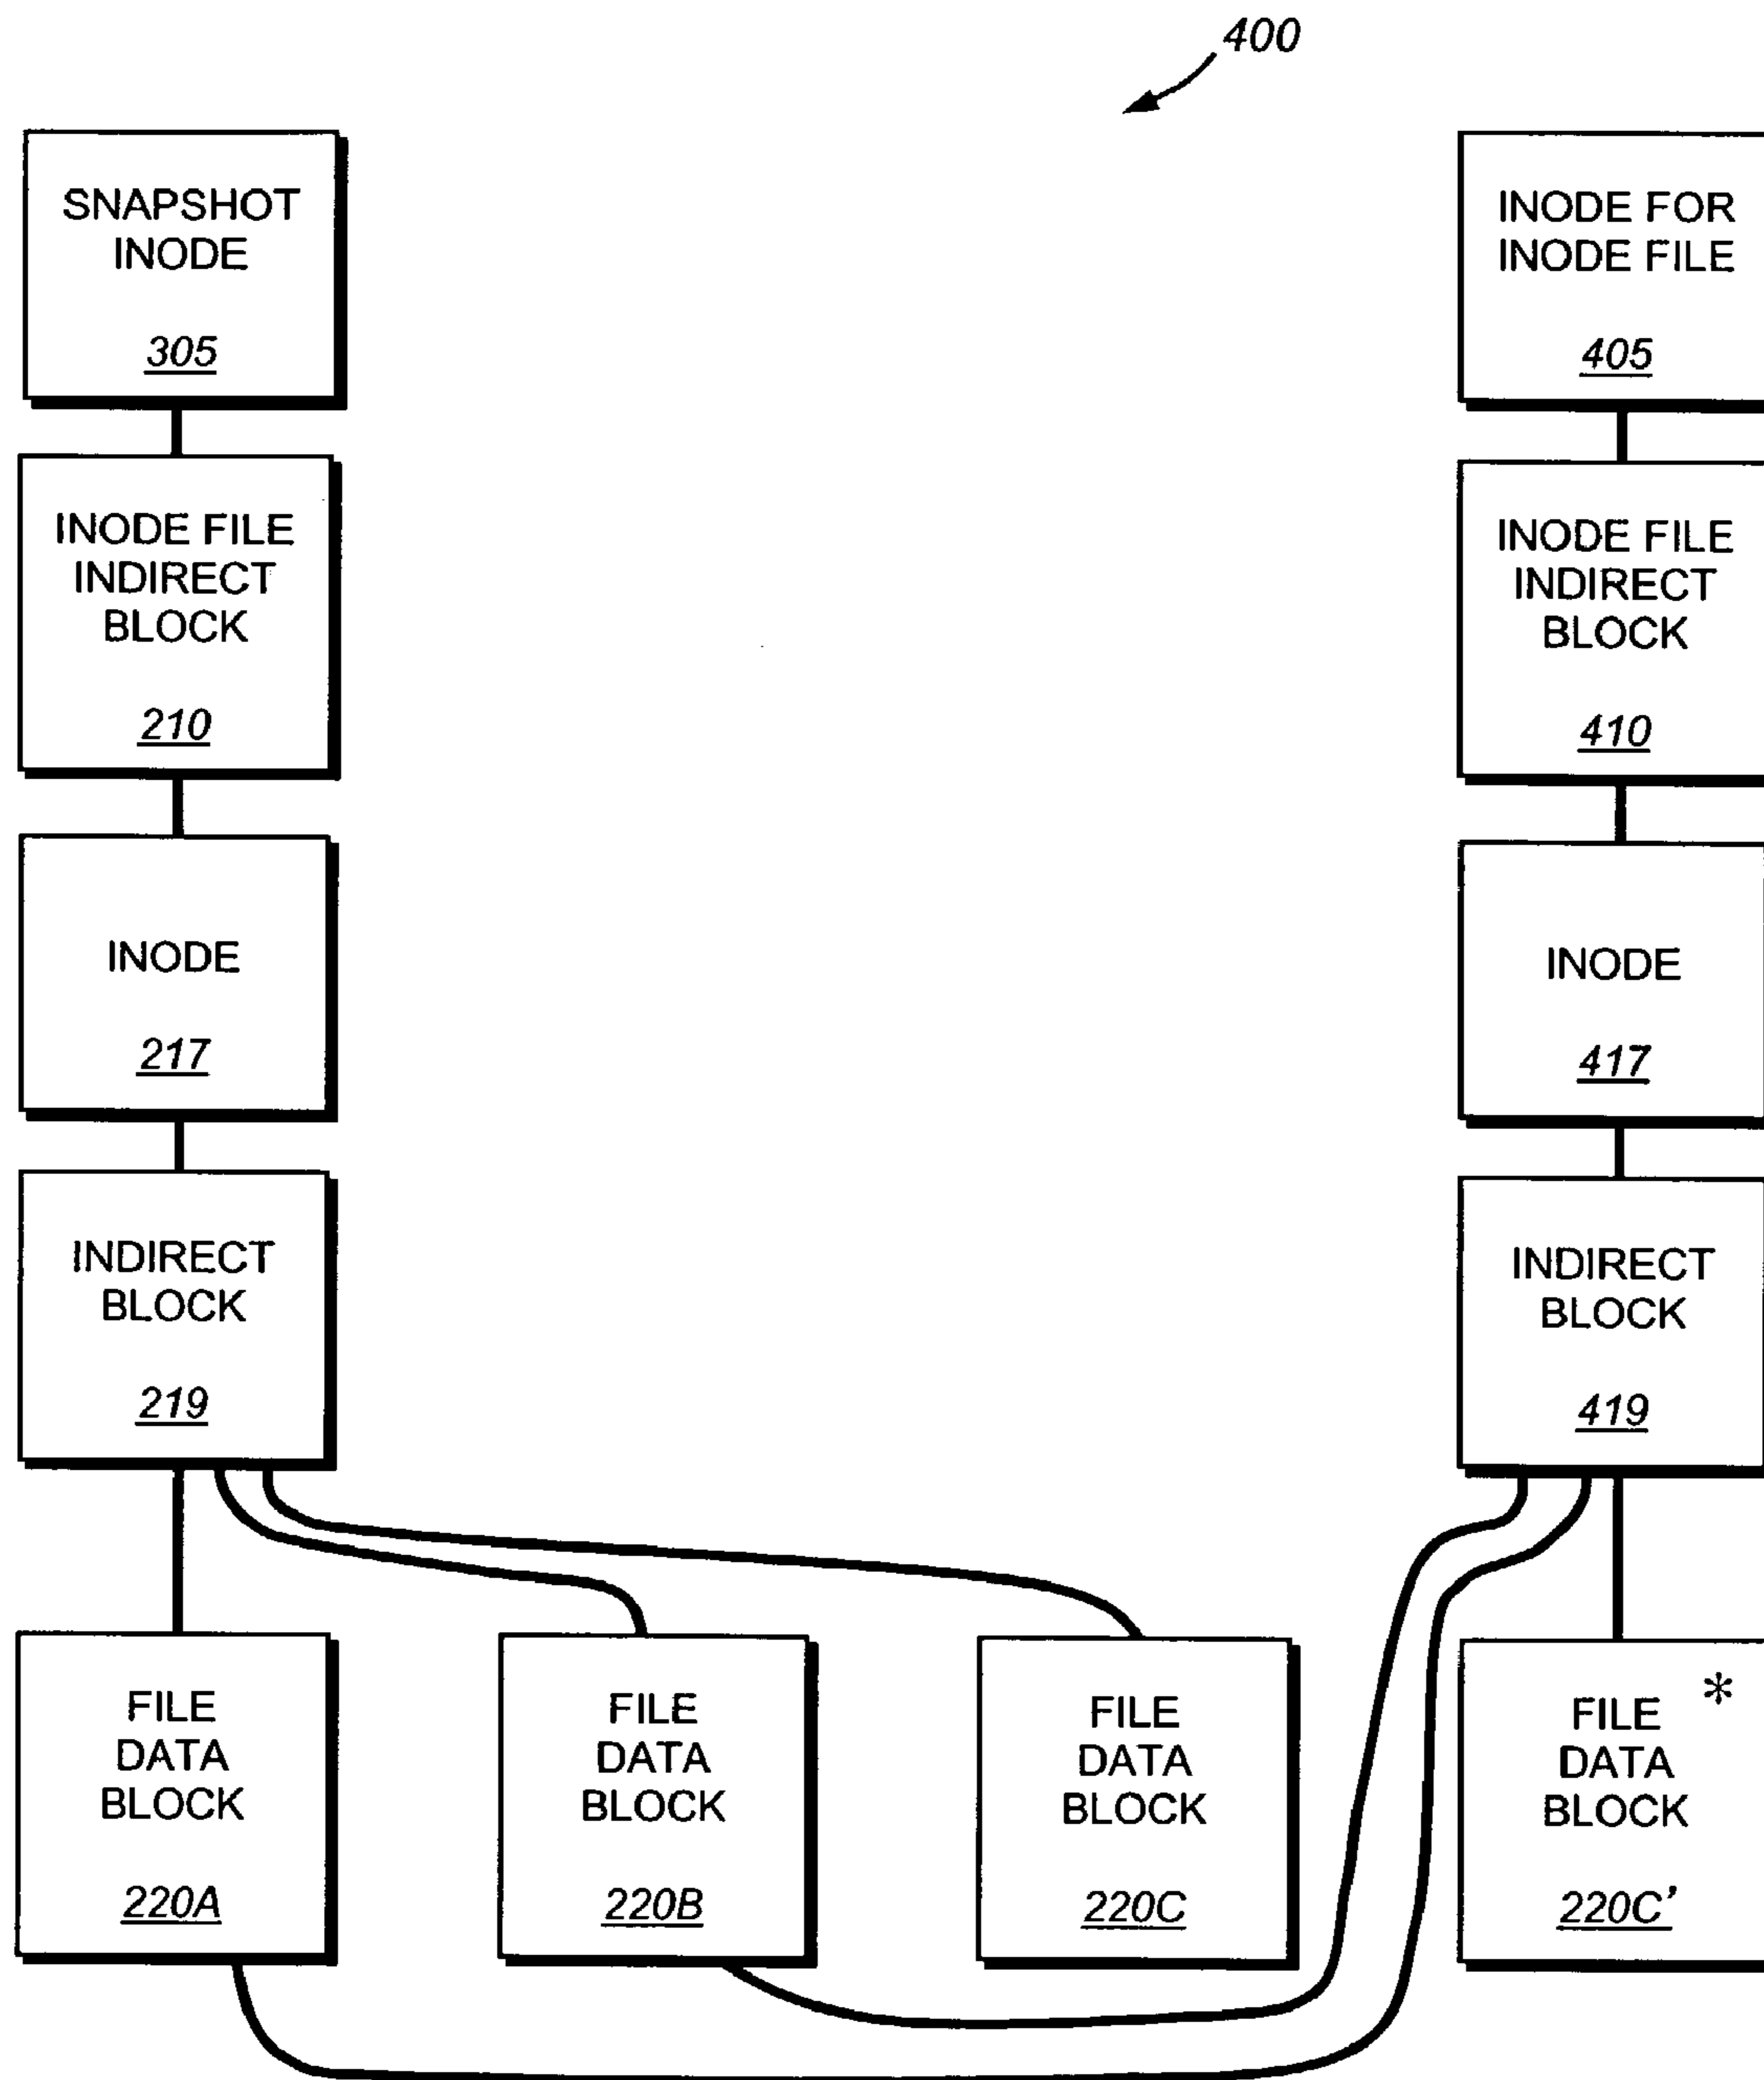 400
SNAPSHOT
INODE
305
INODE FILE
INDIRECT
BLOCK
210
INODE
217
INDIRECT
BLOCK
219
FILE
DATA
BLOCK
220A
FILE
DATA
BLOCK
220B
FILE
DATA
BLOCK
220C
INODE FOR
INODE FILE
405
INODE FILE
INDIRECT
BLOCK
410
INODE
417
INDIRECT
BLOCK
419
*
FILE
DATA
BLOCK
220C'